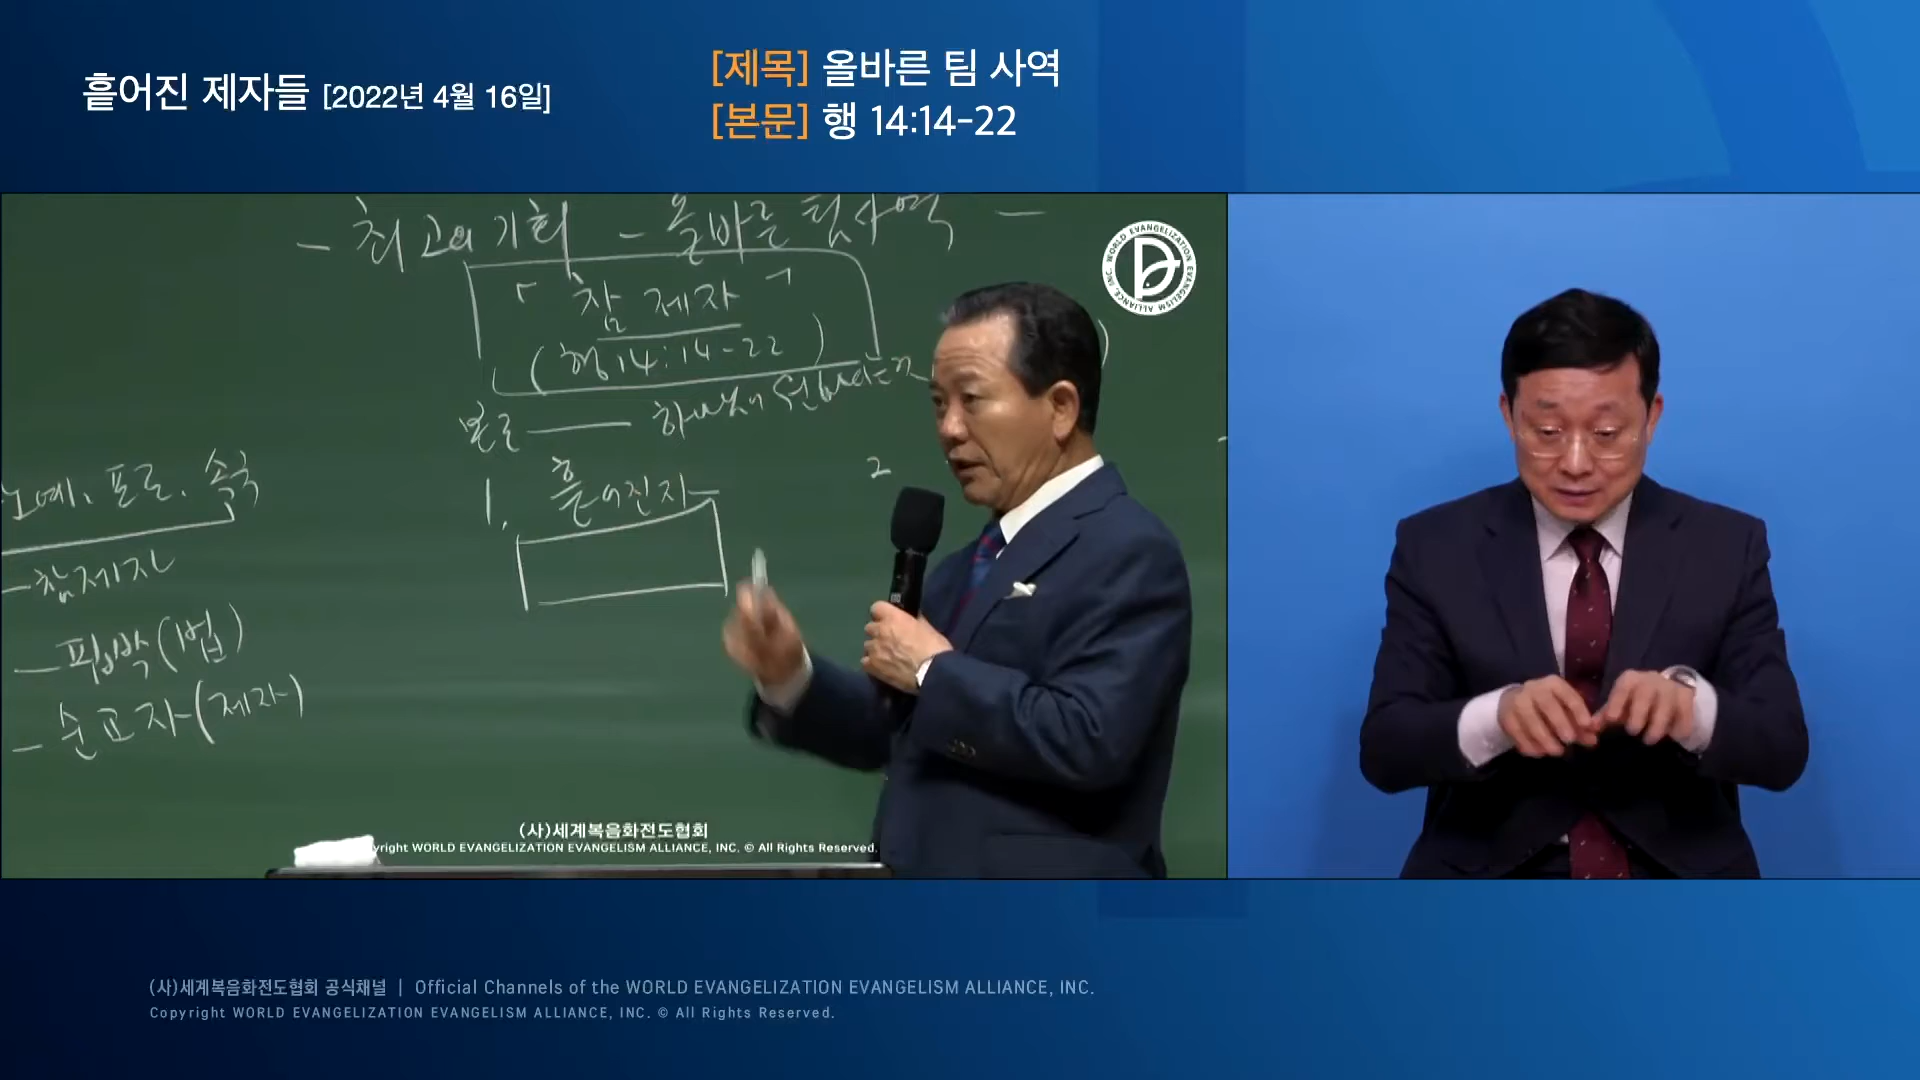 흩어진 제자들 [2022년 4월 16일]
[제목] 올바른 팀 사역
[본문] 행 14:14-22
- 최고의 기회 - 올바른 팀사역 -
「참 제자」
(행14:14-22)
본론 — 하나님이 원하시는 것
노예、포로、속국
1. 흩어진 자
2
- 참제자
- 핍박(법)
- 순교자(제자)
WORLD EVANGELIZATION EVANGELISM ALLIANCE, INC.
(사)세계복음화전도협회
yright WORLD EVANGELIZATION EVANGELISM ALLIANCE, INC. © All Rights Reserved.
(사)세계복음화전도협회 공식채널 | Official Channels of the WORLD EVANGELIZATION EVANGELISM ALLIANCE, INC.
Copyright WORLD EVANGELIZATION EVANGELISM ALLIANCE, INC. © All Rights Reserved.